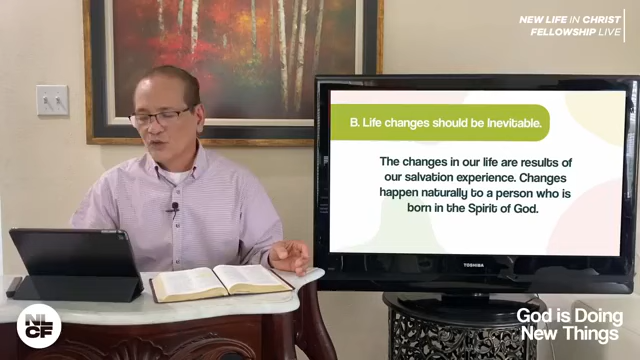 NEW LIFE IN CHRIST
FELLOWSHIP LIVE
B. Life changes should be Inevitable.
The changes in our life are results of
our salvation experience. Changes
happen naturally to a person who is
born in the Spirit of God.
TOSHIBA
NLCF
God is Doing
New Things